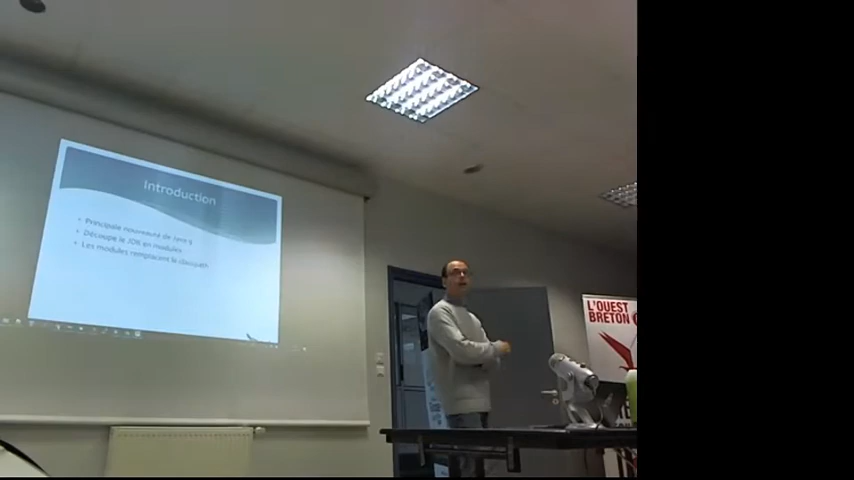 Introduction
Principale nouveauté de Java 9
Découpe le JDK en modules
Les modules remplacent le classpath
L'OUEST
BRETON